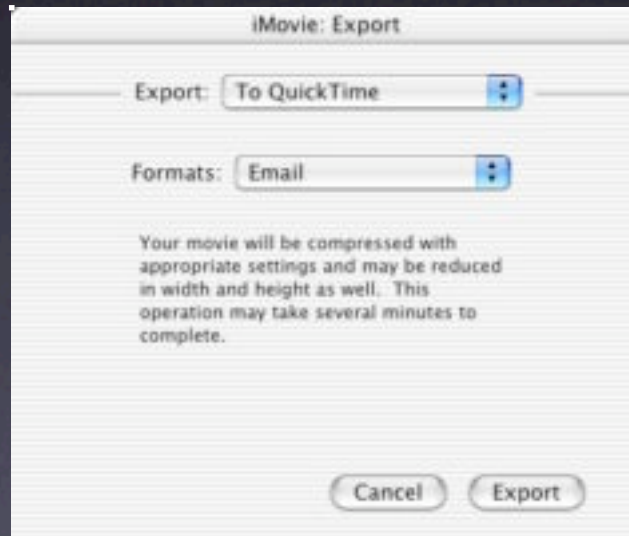 iMovie: Export
Export: To QuickTime
Formats: Email
Your movie will be compressed with
appropriate settings and may be reduced
in width and height as well. This
operation may take several minutes to
complete.
Cancel Export